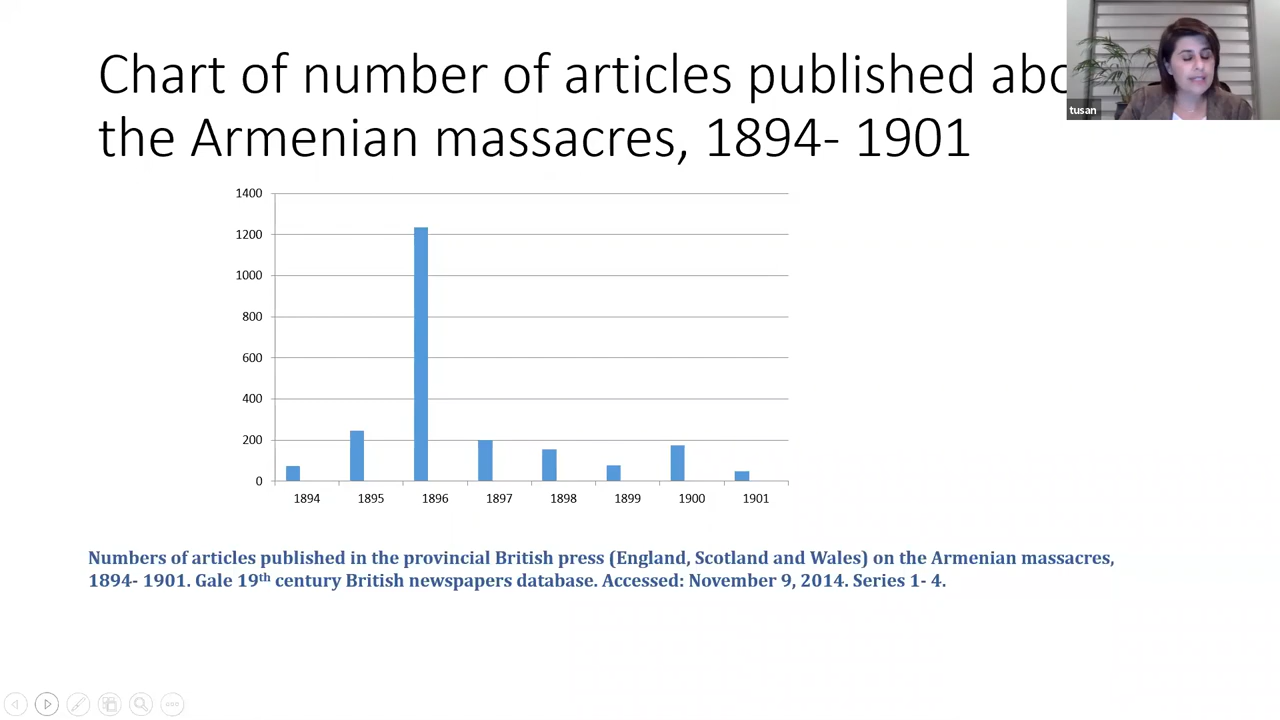 Chart of number of articles published abo
the Armenian massacres, 1894- 1901
tusan
1400
1200
1000
800
600
400
200
0
1894 1895 1896 1897 1898 1899 1900 1901
Numbers of articles published in the provincial British press (England, Scotland and Wales) on the Armenian massacres,
1894- 1901. Gale 19th century British newspapers database. Accessed: November 9, 2014. Series 1- 4.